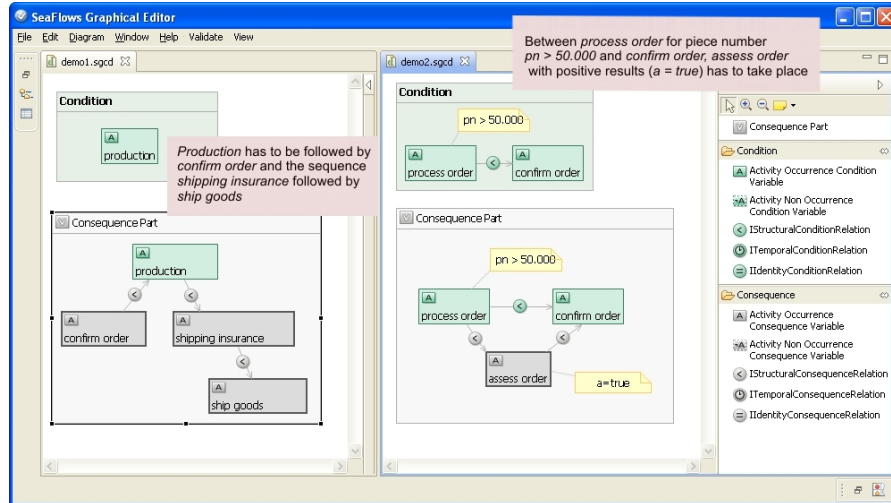 SeaFlows Graphical Editor
File Edit Diagram Window Help Validate View
demo1.sgcd
Condition
A
production
Production has to be followed by
confirm order and the sequence
shipping insurance followed by
ship goods
Consequence Part
A
production
<
<
A
confirm order
A
shipping insurance
<
A
ship goods
demo2.sgcd
Between process order for piece number
pn > 50.000 and confirm order, assess order
with positive results (a = true) has to take place
Condition
pn > 50.000
A
process order
<
A
confirm order
Consequence Part
pn > 50.000
A
process order
<
A
confirm order
<
<
A
assess order
a=true
Consequence Part
Condition
A Activity Occurrence Condition
Variable
A Activity Non Occurrence
Condition Variable
< IStructuralConditionRelation
ITemporalConditionRelation
= IIdentityConditionRelation
Consequence
A Activity Occurrence
Consequence Variable
A Activity Non Occurrence
Consequence Variable
< IStructuralConsequenceRelation
ITemporalConsequenceRelation
= IIdentityConsequenceRelation